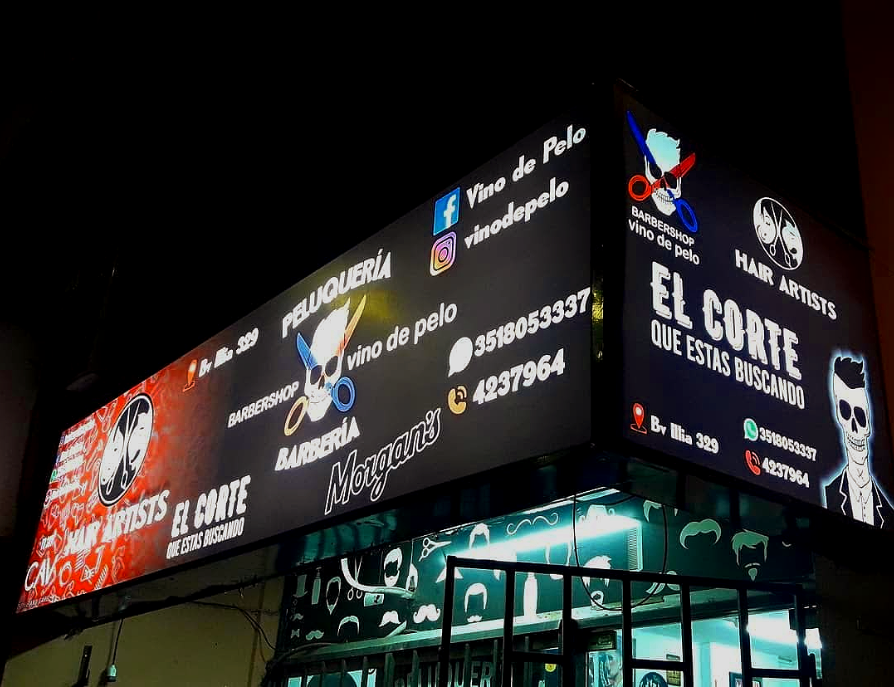 Bv Illia 329
HAIR ARTISTS
EL CORTE
QUE ESTAS BUSCANDO
PELUQUERÍA
BARBERSHOP
vino de pelo
BARBERÍA
Morgan's
Vino de Pelo
vinodepelo
3518053337
4237964
BARBERSHOP
vino de pelo
HAIR ARTISTS
EL CORTE
QUE ESTAS BUSCANDO
Bv Illia 329
3518053337
4237964